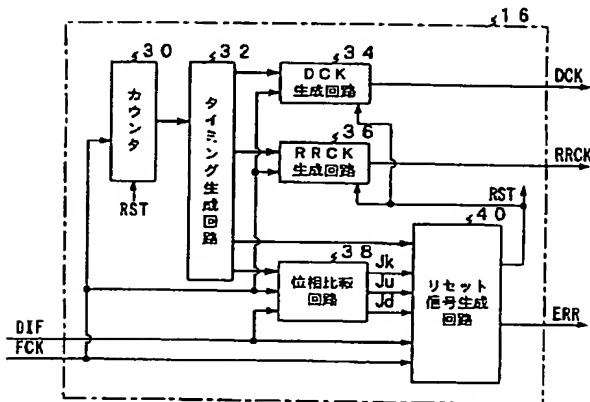 16
30
カウンタ
RST
32
タイミング生成回路
34
DCK
生成回路
DCK
36
RRCK
生成回路
RRCK
RST
38
位相比較
回路
Jk
Ju
Jd
40
リセット
信号生成
回路
ERR
DIF
FCK